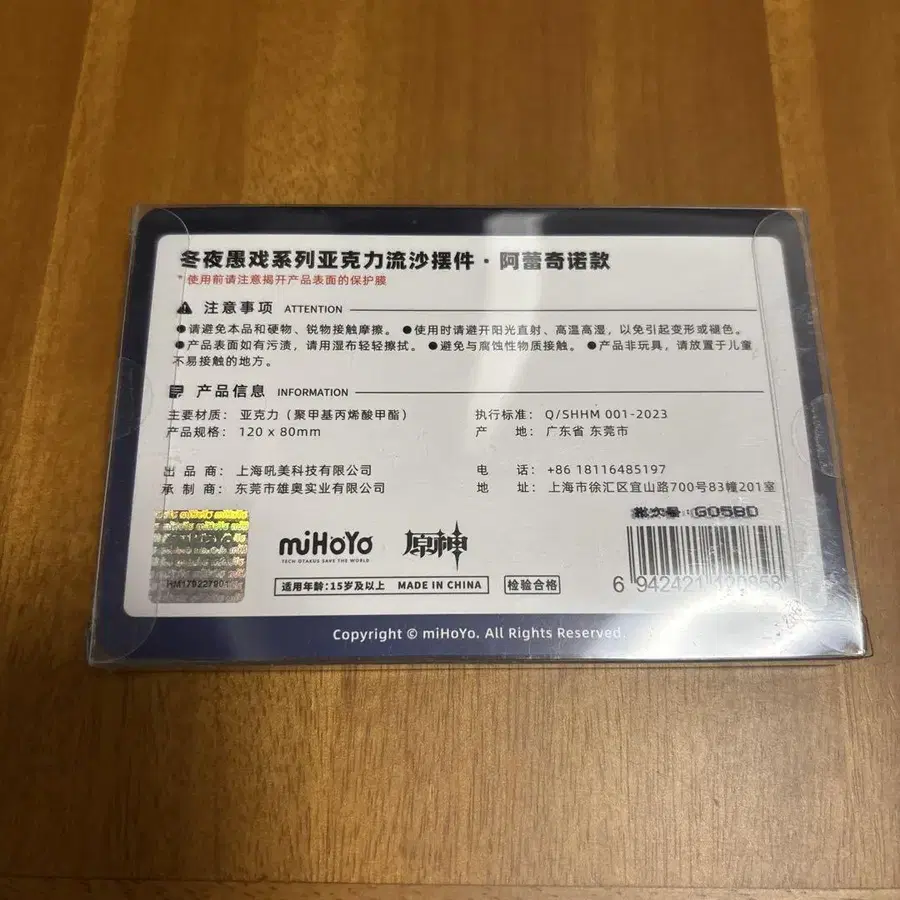 冬夜愚戏系列亚克力流沙摆件·阿蕾奇诺款
*使用前请注意揭开产品表面的保护膜
注意事项 ATTENTION
●请避免本品和硬物、锐物接触摩擦。●使用时请避开阳光直射、高温高湿，以免引起变形或褪色。
●产品表面如有污渍，请用湿布轻轻擦拭。●避免与腐蚀性物质接触。●产品非玩具，请放置于儿童
不易接触的地方。
产品信息 INFORMATION
主要材质：亚克力（聚甲基丙烯酸甲酯） 执行标准：Q/SHHM 001-2023
产品规格：120 x 80mm 产 地：广东省 东莞市
出 品 商：上海吼美科技有限公司 电 话：+86 18116485197
承 制 商：东莞市雄奥实业有限公司 地 址：上海市徐汇区宜山路700号83幢201室
批次号：G05BD
miHoYo 原神
TECH OTAKUS SAVE THE WORLD
适用年龄：15岁及以上 MADE IN CHINA 检验合格
6 942421
Copyright © miHoYo. All Rights Reserved.